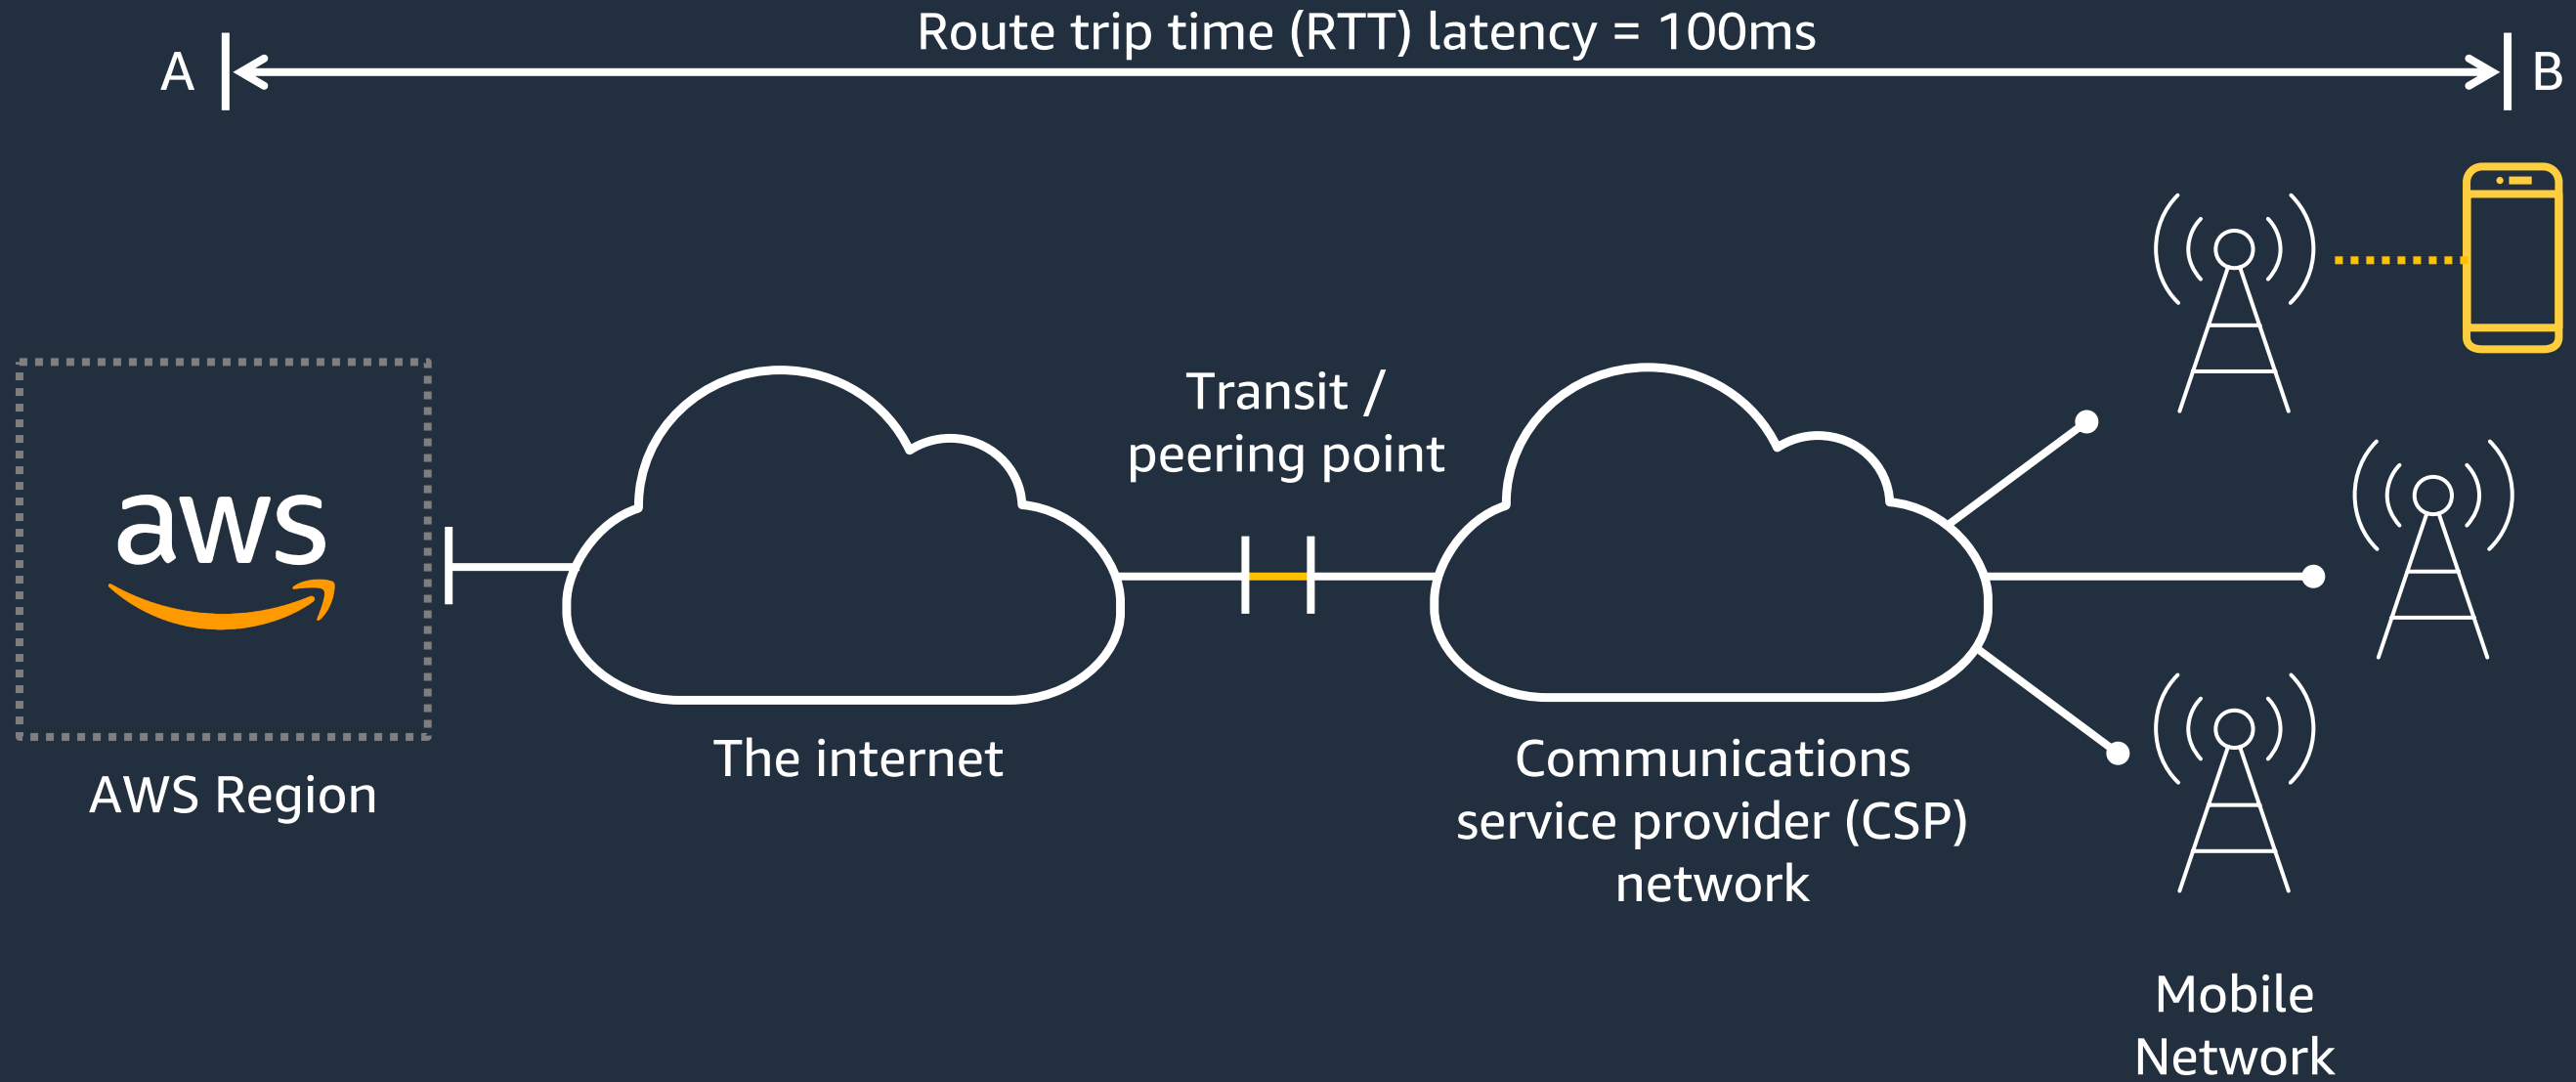 Route trip time (RTT) latency = 100ms
A
B
Transit /
peering point
aws
AWS Region
The internet
Communications
service provider (CSP)
network
Mobile
Network